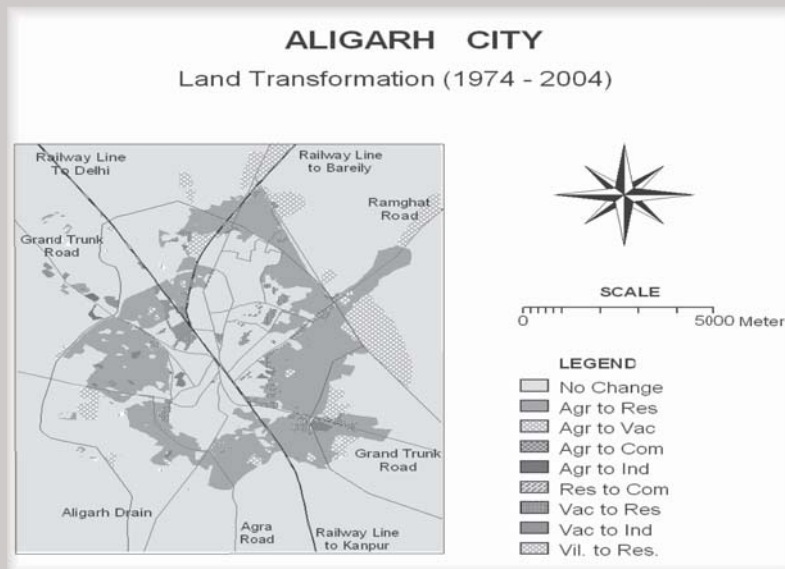 ALIGARH CITY
Land Transformation (1974 - 2004)
Railway Line
To Delhi
Railway Line
to Bareily
Ramghat
Road
Grand Trunk
Road
Grand Trunk
Road
Aligarh Drain
Agra
Road
Railway Line
to Kanpur
SCALE
0 5000 Meter
LEGEND
No Change
Agr to Res
Agr to Vac
Agr to Com
Agr to Ind
Res to Com
Vac to Res
Vac to Ind
Vil. to Res.